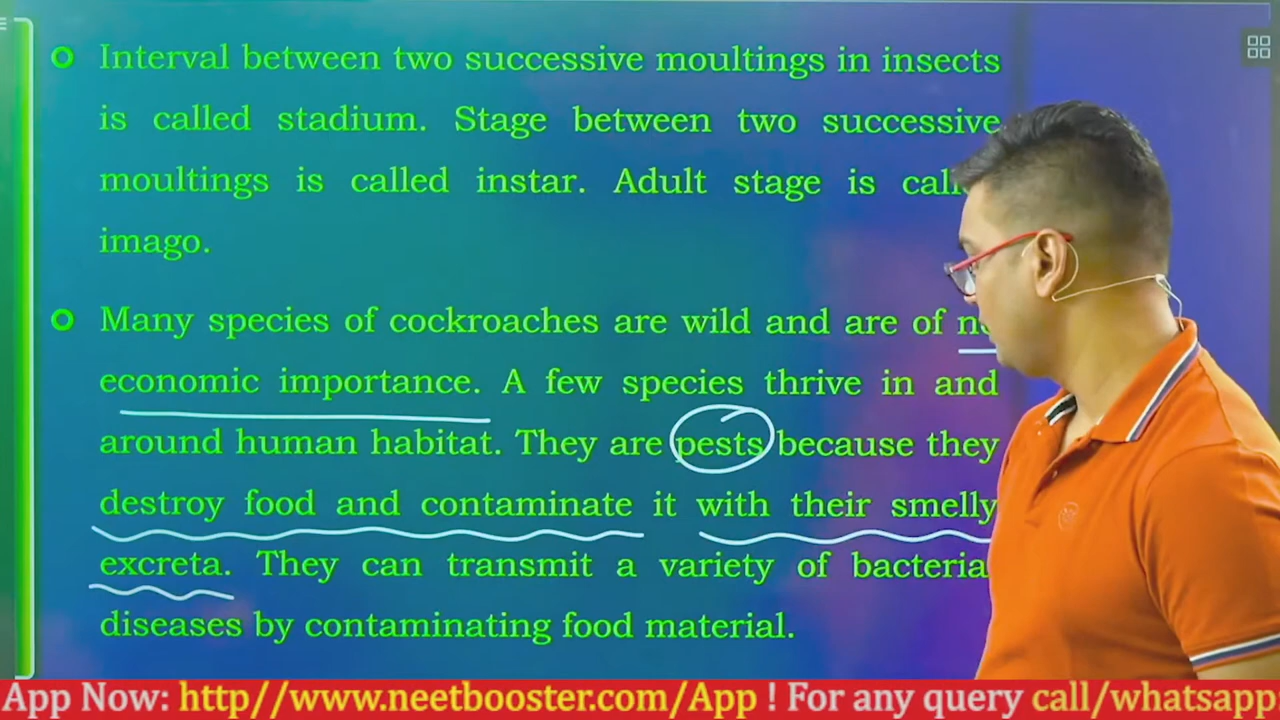 Interval between two successive moultings in insects
is called stadium. Stage between two successive
moultings is called instar. Adult stage is
imago.
Many species of cockroaches are wild and are of
economic importance. A few species thrive in and
around human habitat. They are pests because they
destroy food and contaminate it with their smelly
excreta. They can transmit a variety of bacteria
diseases by contaminating food material.
App Now: http//www.neetbooster.com/App ! For any query call/whatsapp